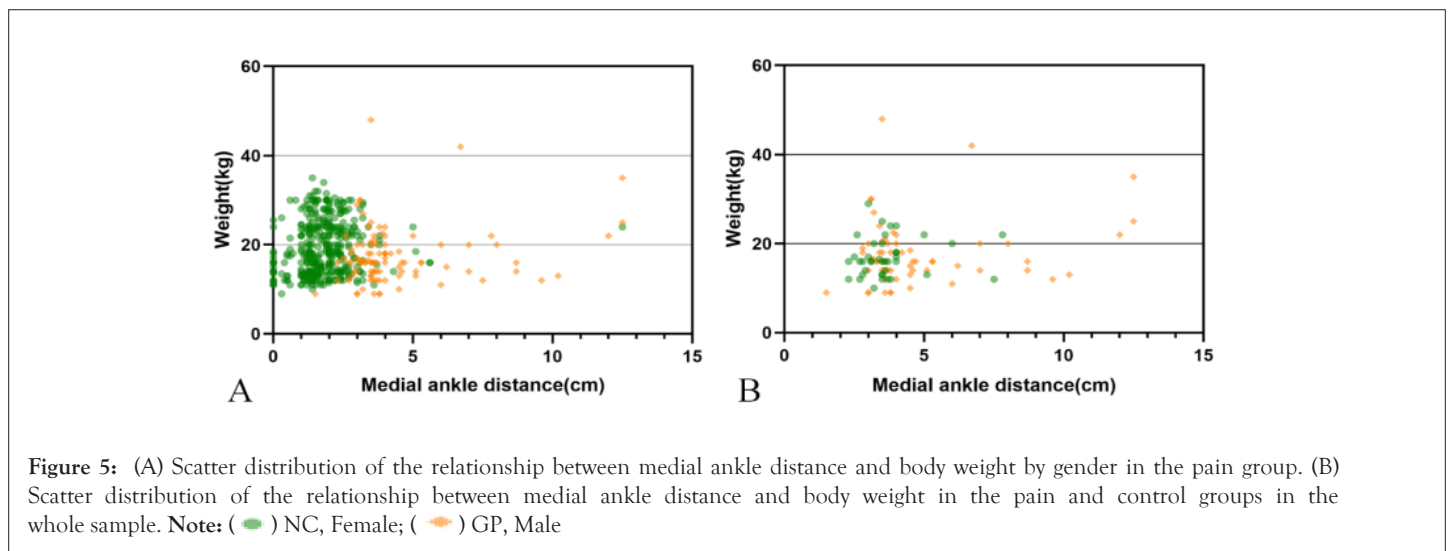 60
40
20
0
Weight(kg)
0 5 10 15
Medial ankle distance(cm)
A
60
40
20
0
Weight(kg)
0 5 10 15
Medial ankle distance(cm)
B
Figure 5: (A) Scatter distribution of the relationship between medial ankle distance and body weight by gender in the pain group. (B)
Scatter distribution of the relationship between medial ankle distance and body weight in the pain and control groups in the
whole sample. Note: ( ) NC, Female; ( ) GP, Male